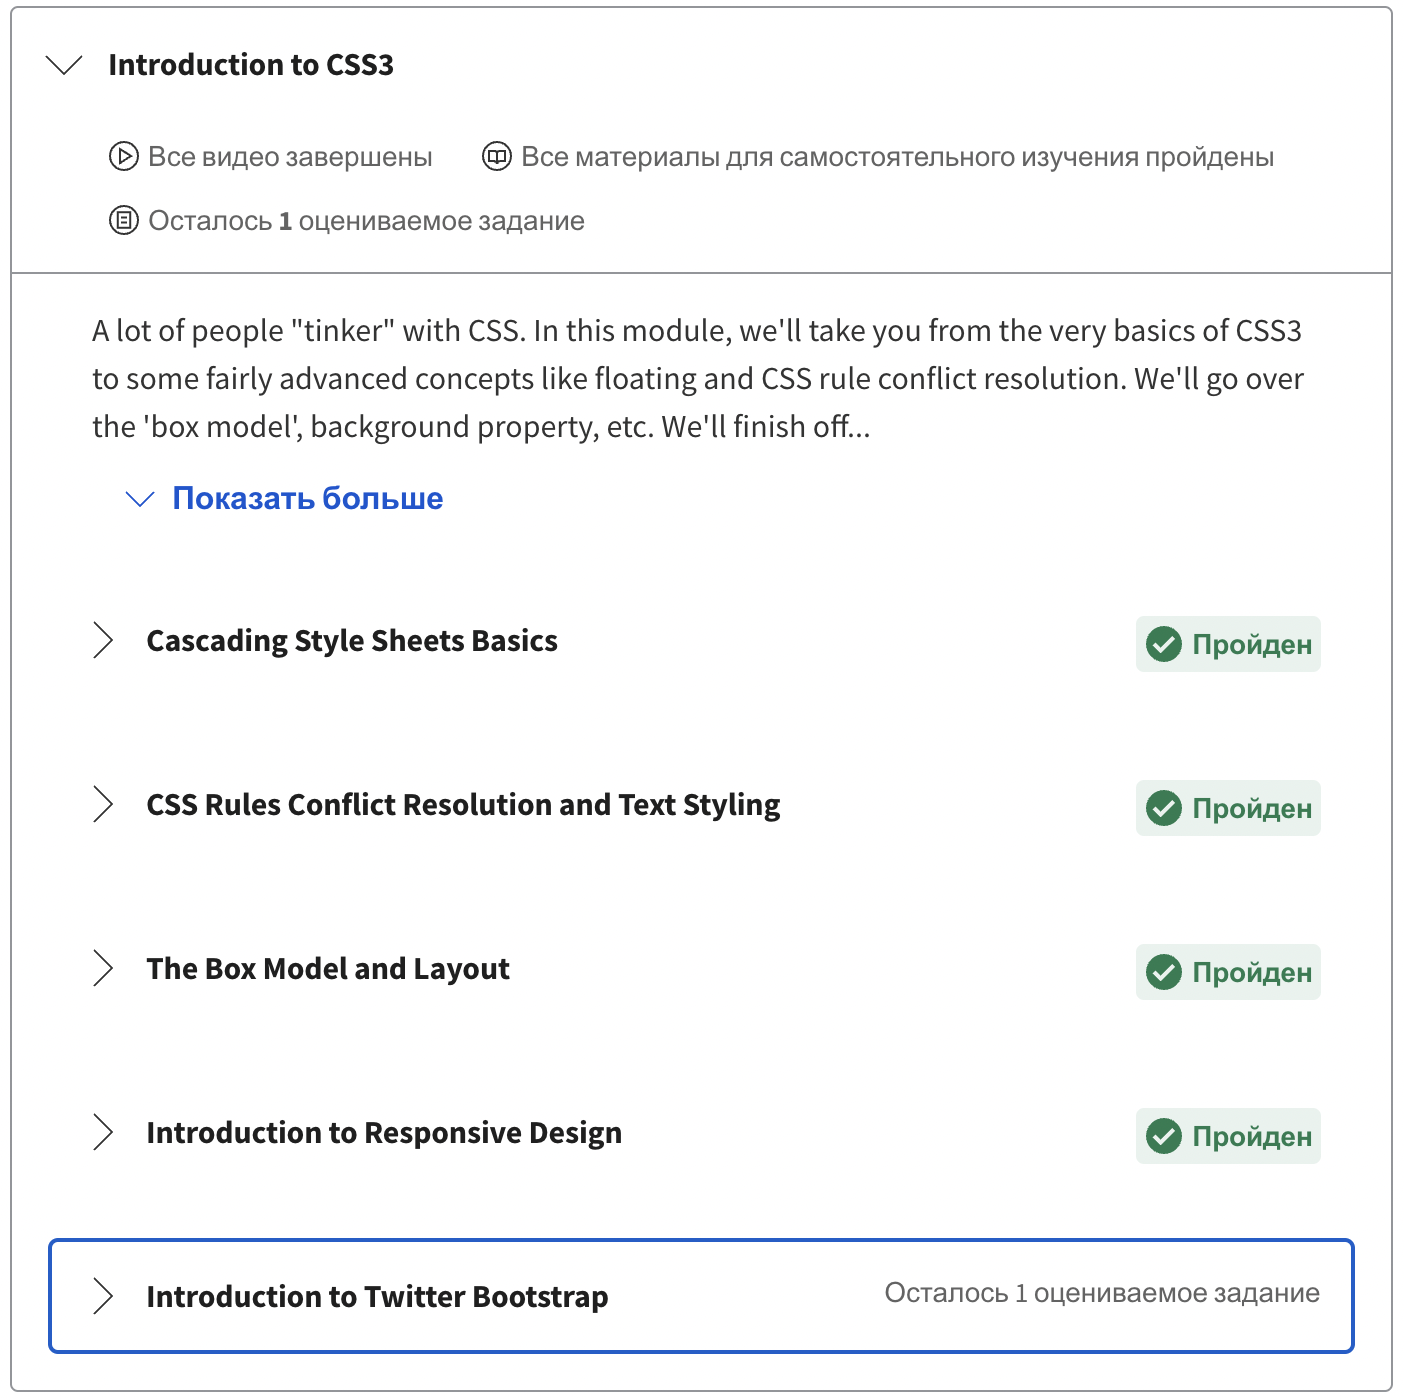 Introduction to CSS3
Все видео завершены
Все материалы для самостоятельного изучения пройдены
Осталось 1 оцениваемое задание
A lot of people "tinker" with CSS. In this module, we'll take you from the very basics of CSS3
to some fairly advanced concepts like floating and CSS rule conflict resolution. We'll go over
the 'box model', background property, etc. We'll finish off...
Показать больше
Cascading Style Sheets Basics
Пройден
CSS Rules Conflict Resolution and Text Styling
Пройден
The Box Model and Layout
Пройден
Introduction to Responsive Design
Пройден
Introduction to Twitter Bootstrap
Осталось 1 оцениваемое задание